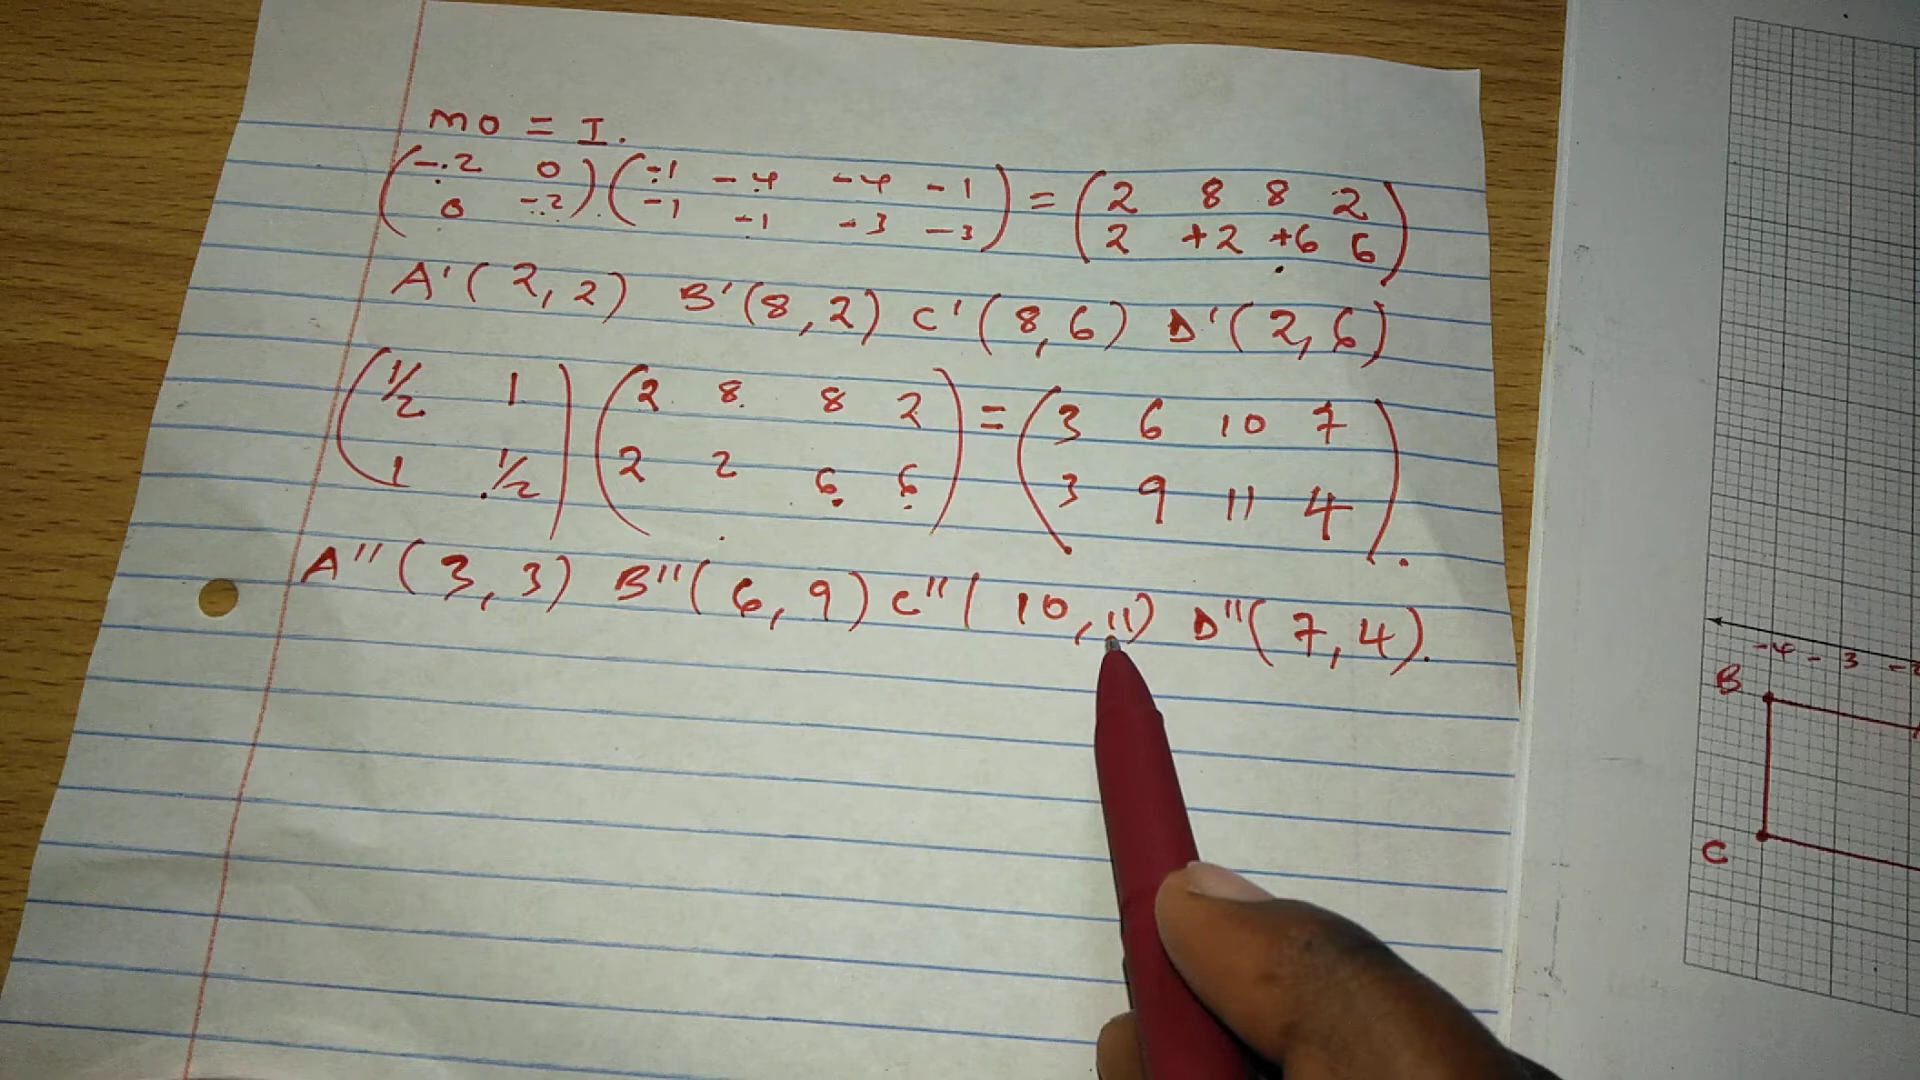 mo = I.
(-2 0) (-1 -4 -4 -1) = (2 8 8 2)
(0 -2) (-1 -1 -3 -3) (2 +2 +6 6)
A'(2,2) B'(8,2) C'(8,6) D'(2,6)
(1/2 1) (2 8 8 2) = (3 6 10 7)
(1 1/2) (2 2 6 6) (3 9 11 4).
A"(3,3) B"(6,9) C"(10,11) D"(7,4).
-4 -3
B
C